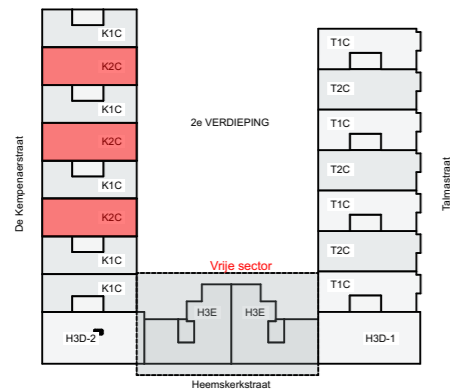 K1C
K2C
K1C
K2C
K1C
K2C
K1C
K1C
H3D-2
De Kempenaerstraat
2e VERDIEPING
Vrije sector
H3E
H3E
Heemskerkstraat
T1C
T2C
T1C
T2C
T1C
T2C
T1C
H3D-1
Talmastraat